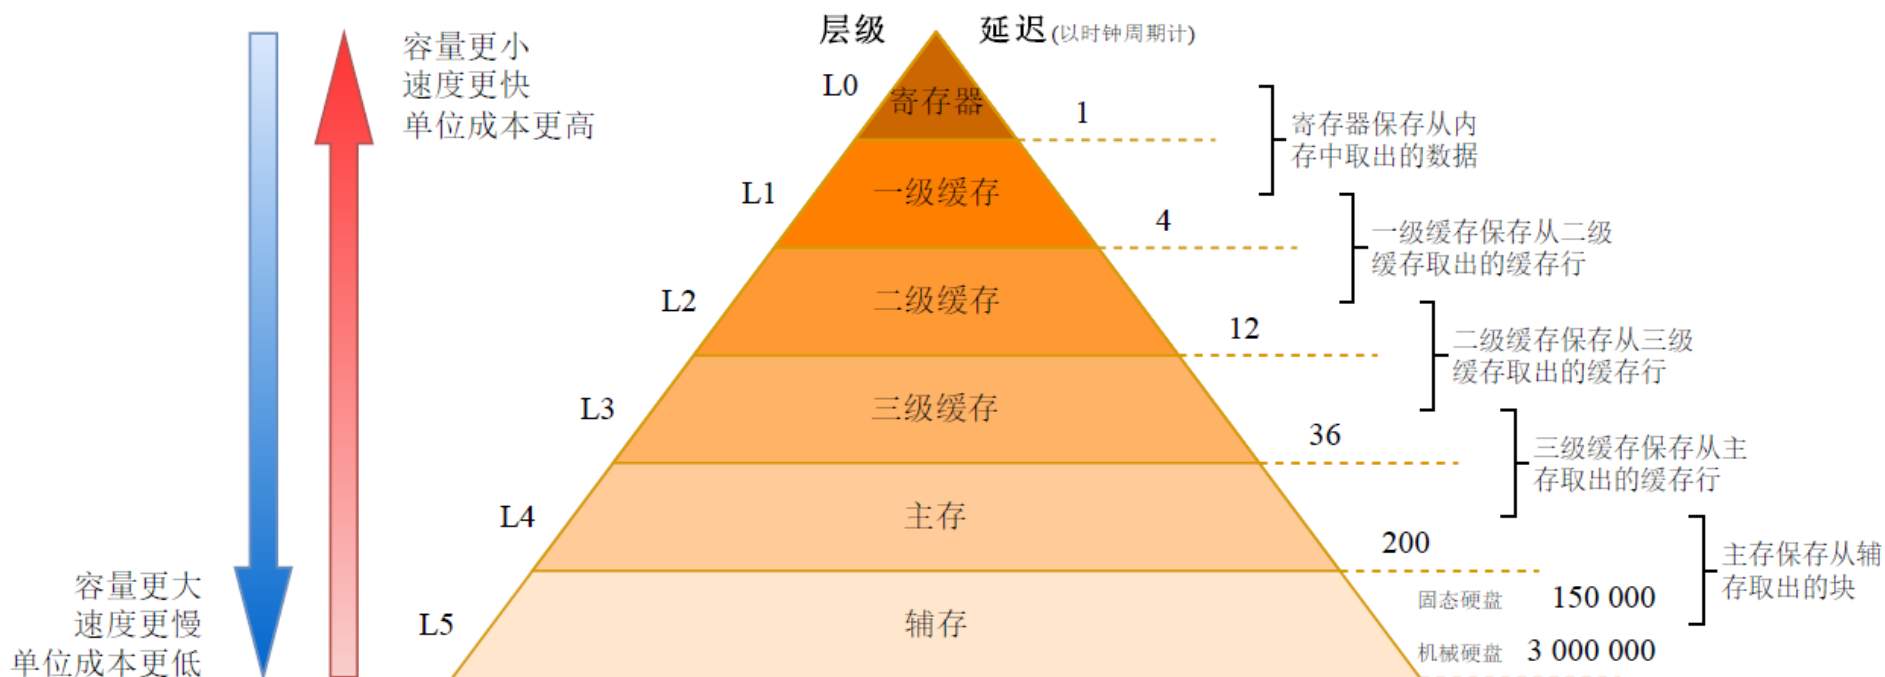 层级 延迟(以时钟周期计)
容量更小
速度更快
单位成本更高
L0 寄存器 1
寄存器保存从内
存中取出的数据
L1 一级缓存 4
一级缓存保存从二级
缓存取出的缓存行
L2 二级缓存 12
二级缓存保存从三级
缓存取出的缓存行
L3 三级缓存 36
三级缓存保存从主
存取出的缓存行
L4 主存 200
主存保存从辅
存取出的块
容量更大
速度更慢
单位成本更低
L5 辅存
固态硬盘 150 000
机械硬盘 3 000 000